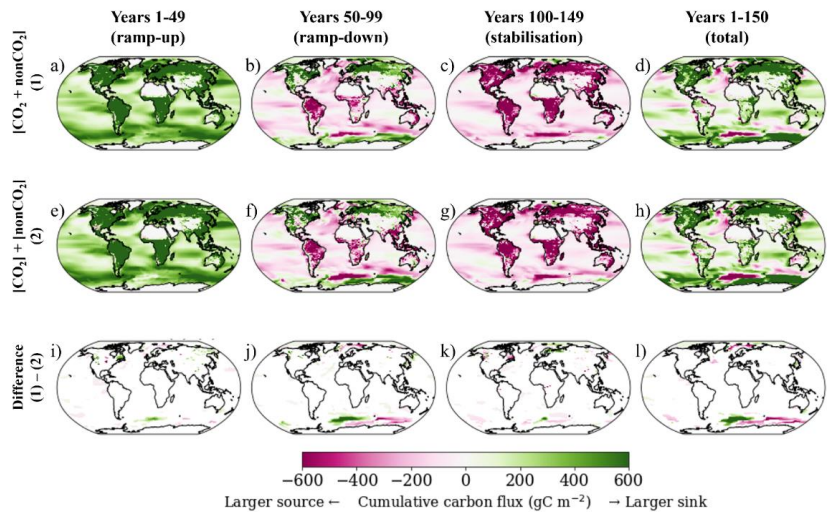 Years 1-49 (ramp-up)
Years 50-99 (ramp-down)
Years 100-149 (stabilisation)
Years 1-150 (total)
|CO₂ + nonCO₂| (1)
a)
b)
c)
d)
|CO₂| + |nonCO₂| (2)
e)
f)
g)
h)
Difference (1) – (2)
i)
j)
k)
l)
−600 −400 −200 0 200 400 600
Larger source ← Cumulative carbon flux (gC m⁻²) → Larger sink